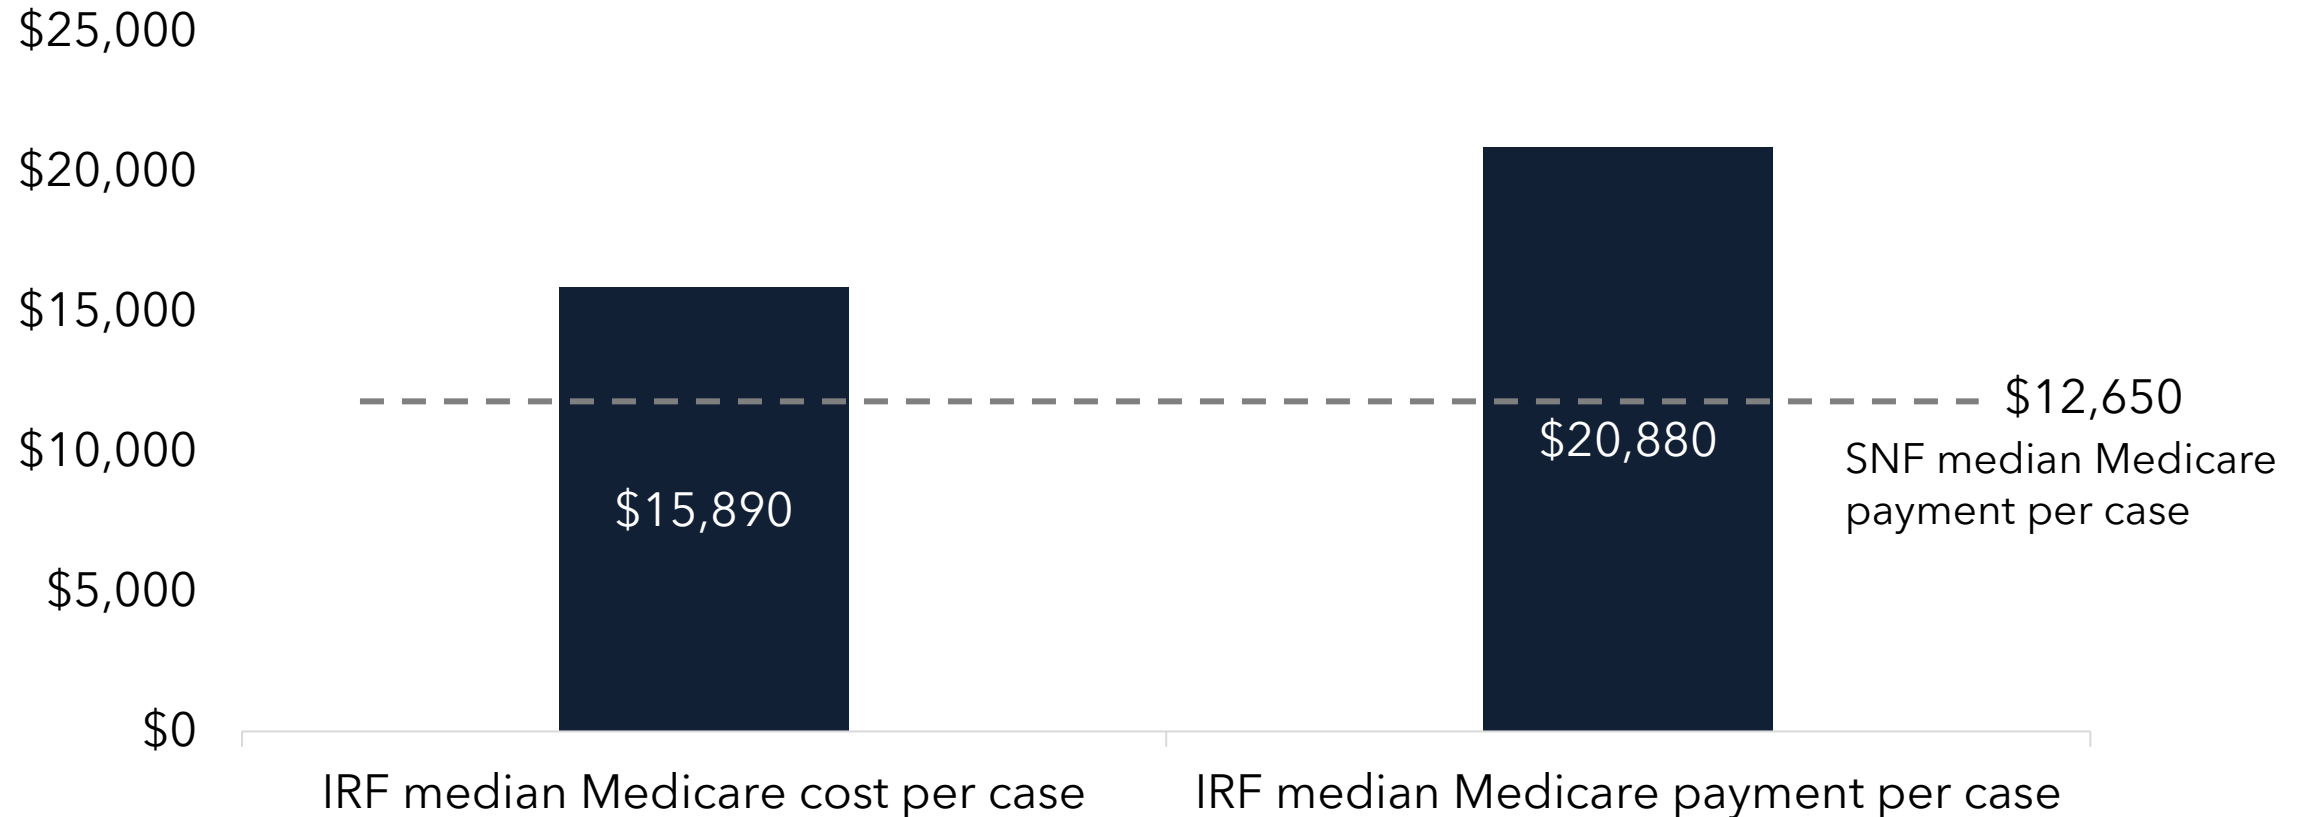 $25,000
$20,000
$15,000
$10,000
$5,000
$0
$15,890
$20,880
$12,650
SNF median Medicare
payment per case
IRF median Medicare cost per case
IRF median Medicare payment per case